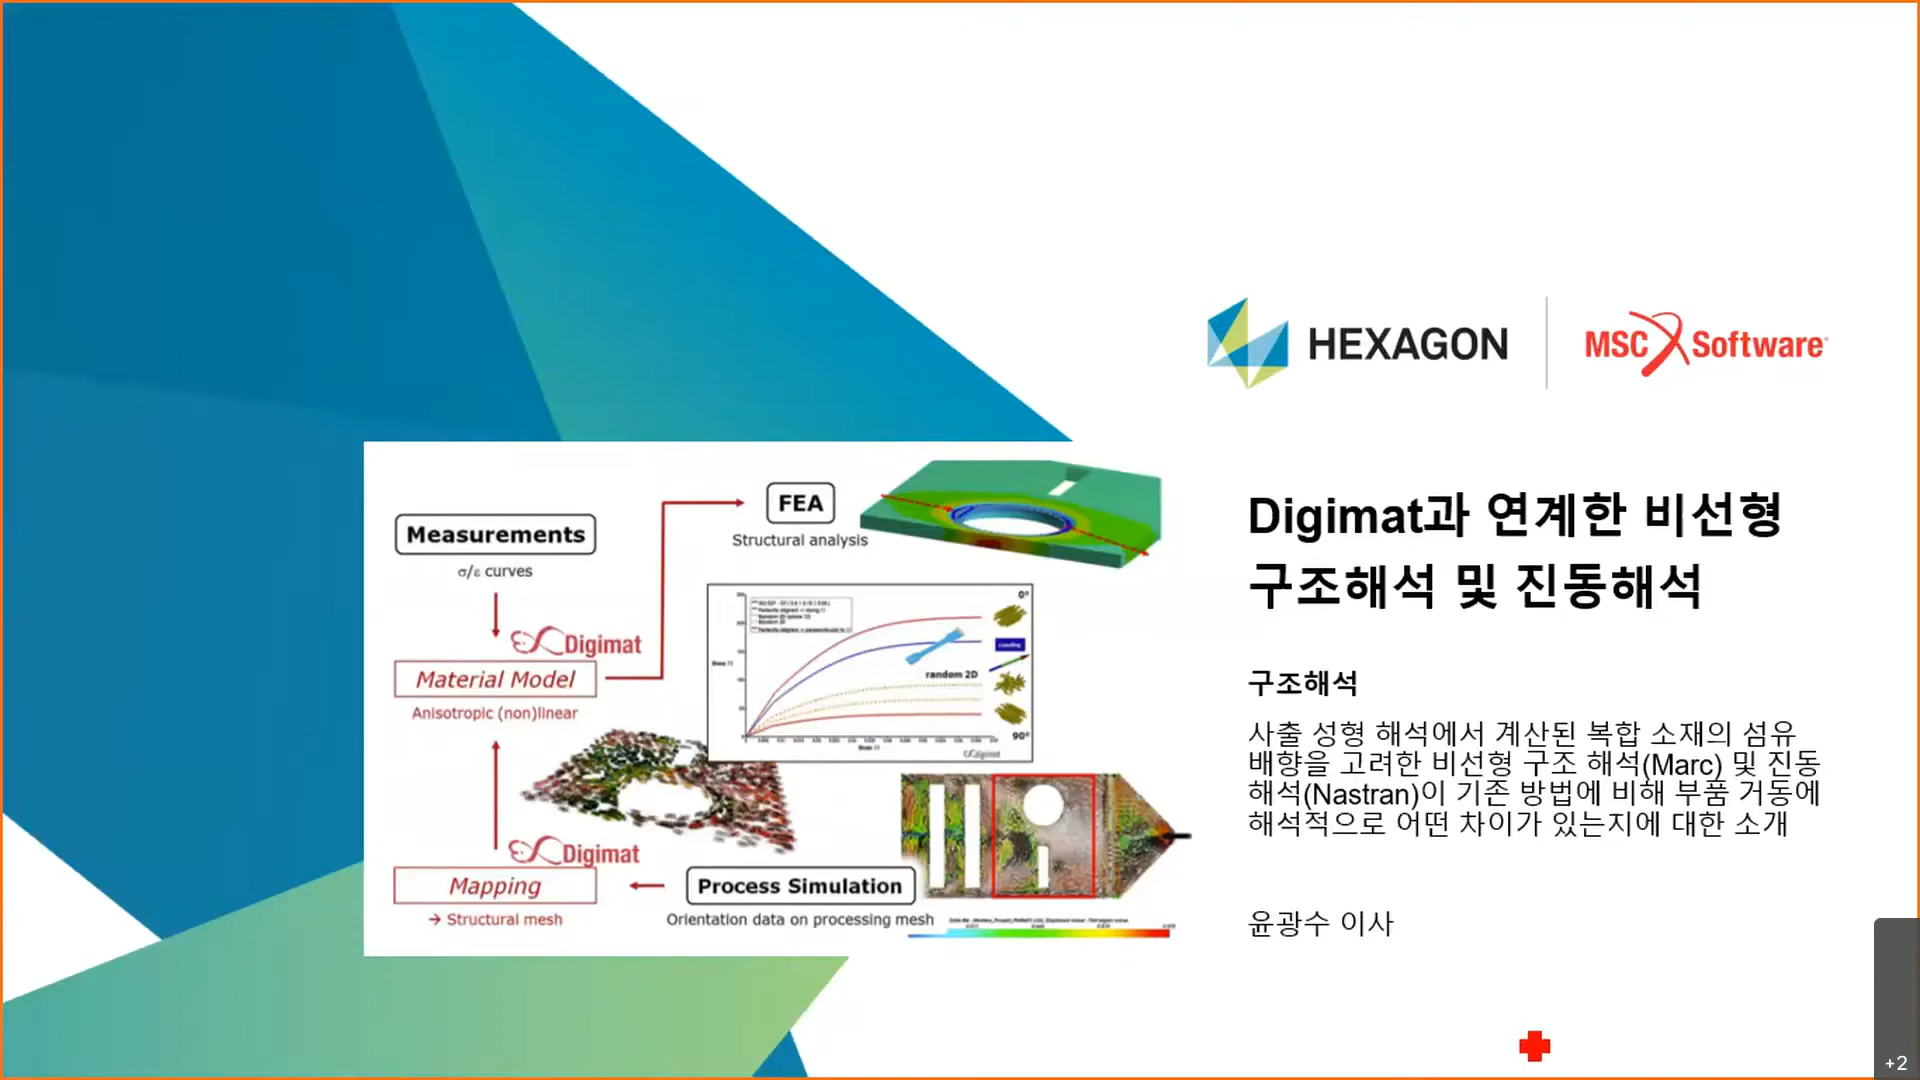 HEXAGON
MSC Software
Digimat과 연계한 비선형
구조해석 및 진동해석
구조해석
사출 성형 해석에서 계산된 복합 소재의 섬유
배향을 고려한 비선형 구조 해석(Marc) 및 진동
해석(Nastran)이 기존 방법에 비해 부품 거동에
해석적으로 어떤 차이가 있는지에 대한 소개
윤광수 이사
Measurements
σ/ε curves
Digimat
Material Model
Anisotropic (non)linear
FEA
Structural analysis
random 2D
0°
Loading
90°
Digimat
Digimat
Mapping
→ Structural mesh
Process Simulation
Orientation data on processing mesh
+2